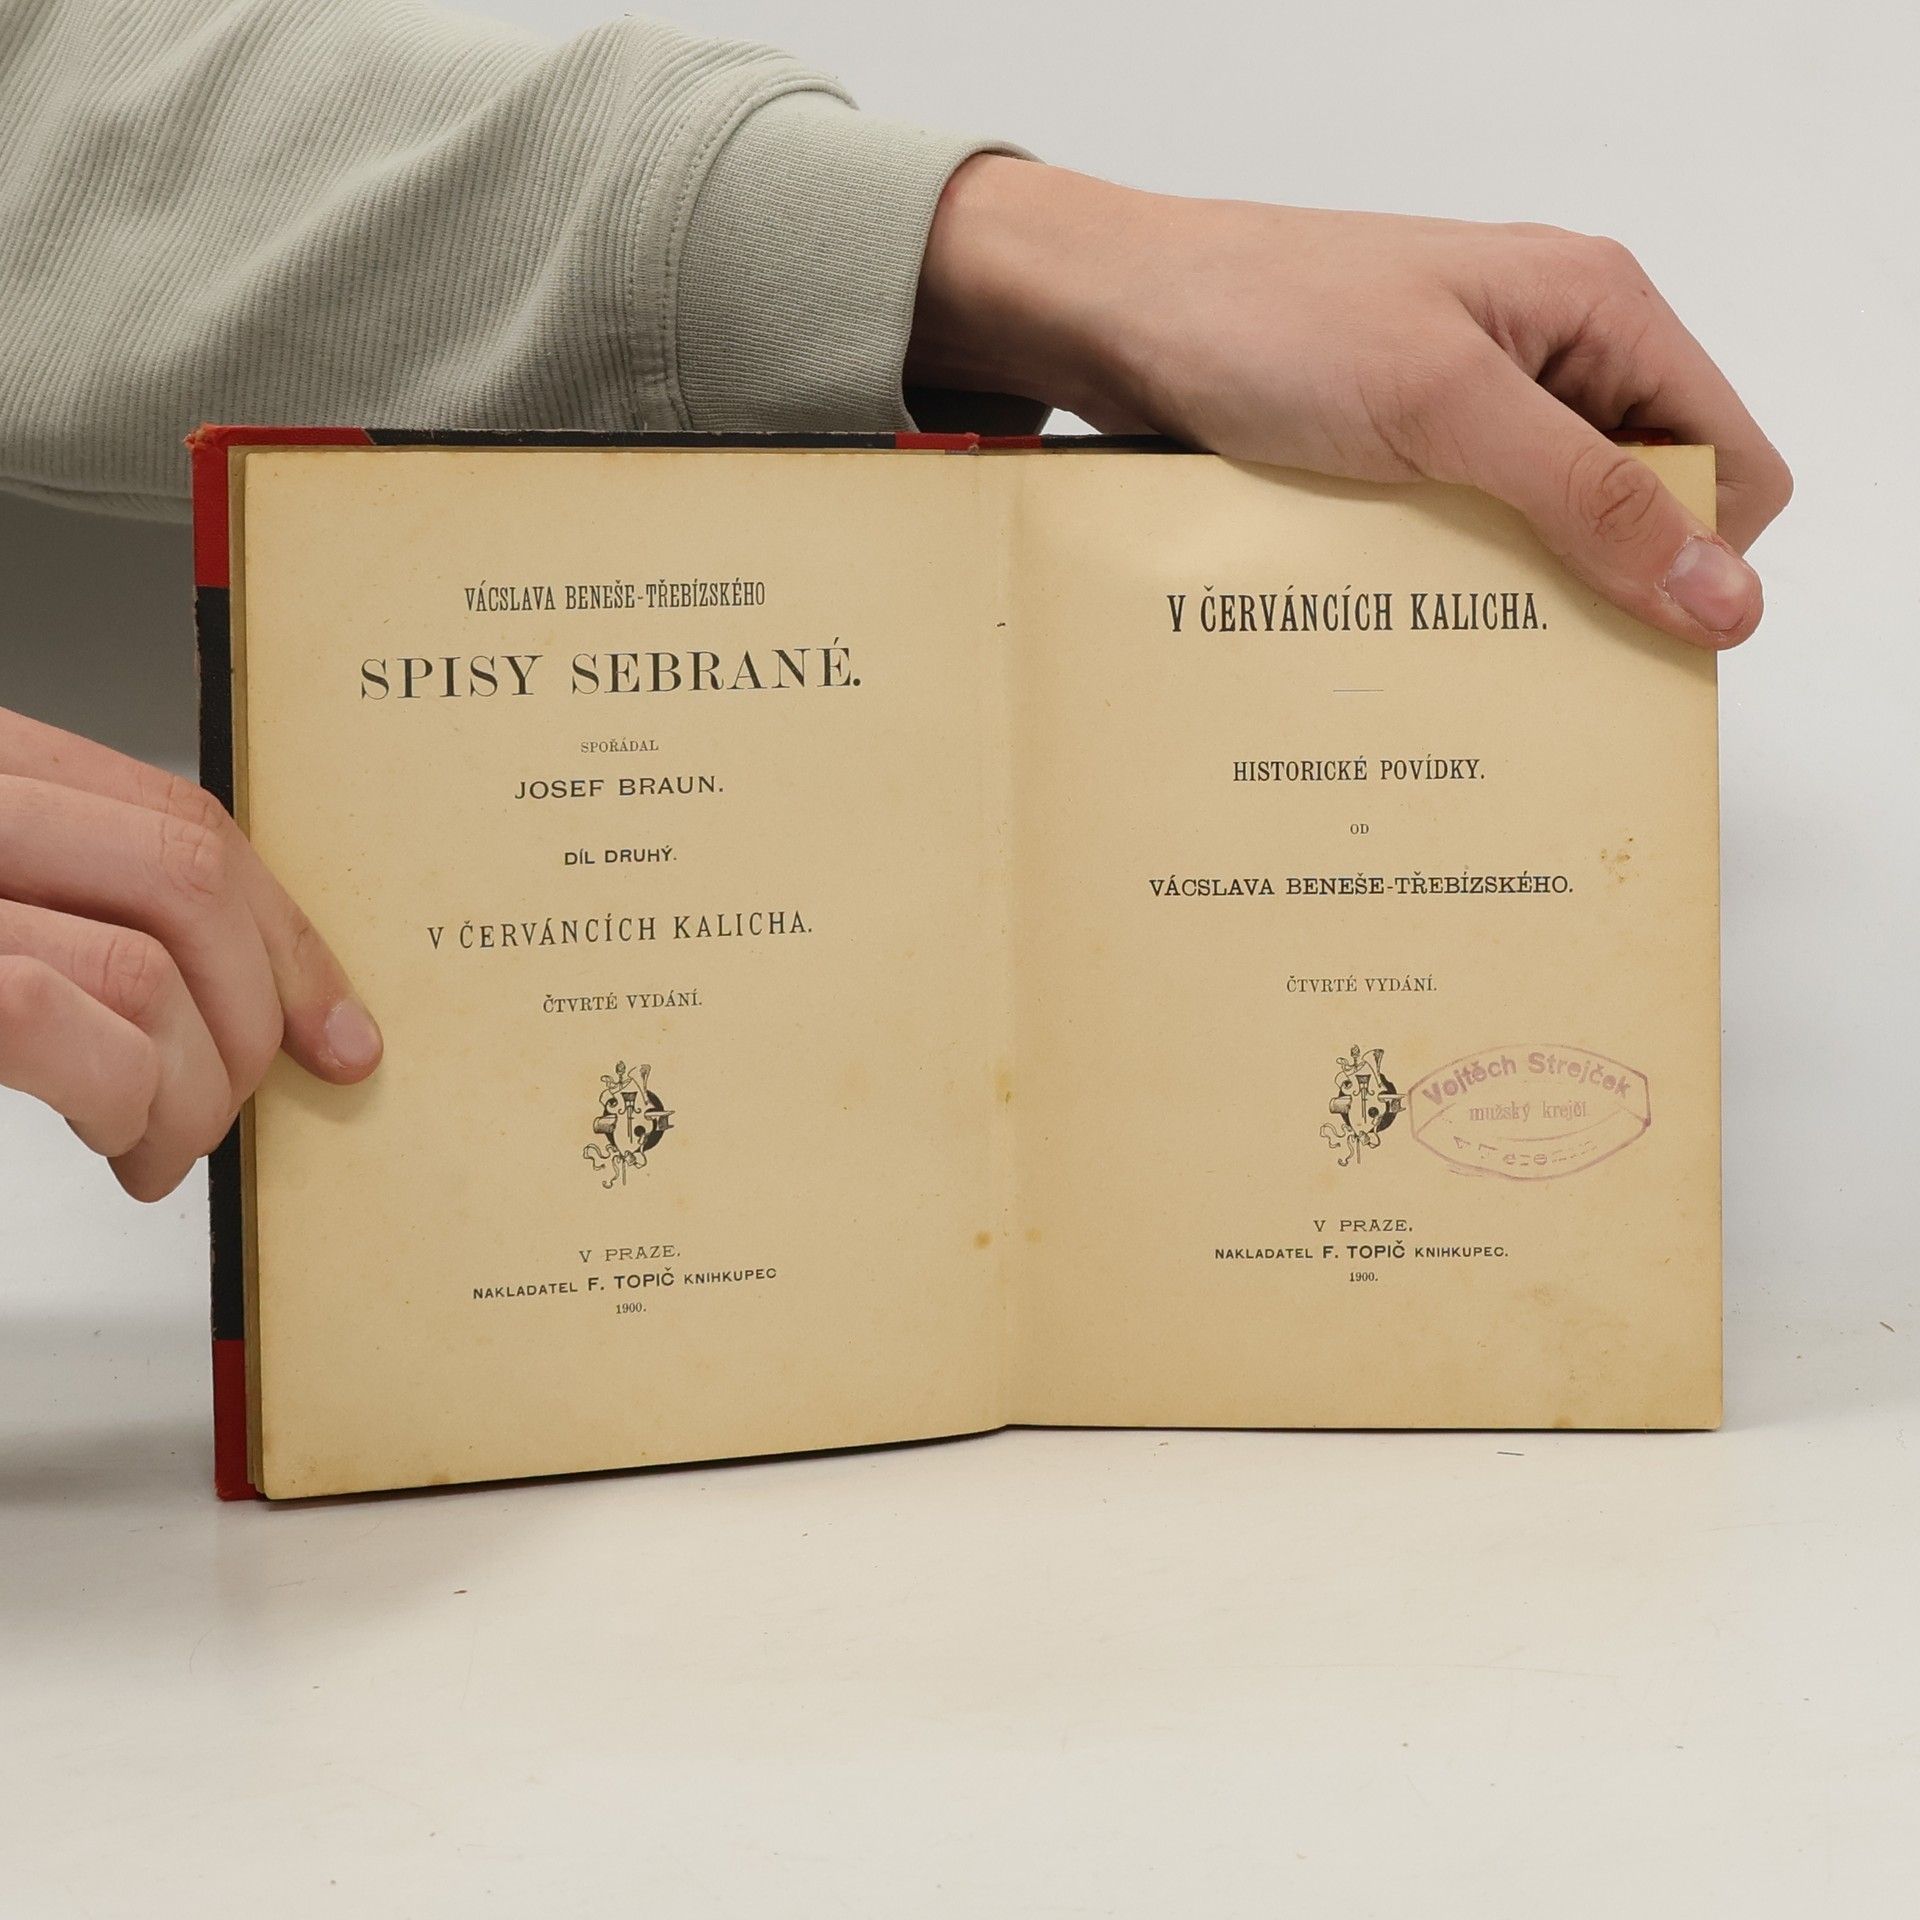 VÁCSLAVA BENEŠE-TŘEBÍZSKÉHO
SPISY SEBRANÉ.
SPOŘÁDAL
JOSEF BRAUN.
DÍL DRUHÝ.
V ČERVÁNCÍCH KALICHA.
ČTVRTÉ VYDÁNÍ.
V PRAZE.
NAKLADATEL F. TOPIČ KNIHKUPEC
1900.
V ČERVÁNCÍCH KALICHA.
HISTORICKÉ POVÍDKY.
OD
VÁCSLAVA BENEŠE-TŘEBÍZSKÉHO.
ČTVRTÉ VYDÁNÍ.
Vojtěch Strejček
mužský krejčí
V PRAZE.
NAKLADATEL F. TOPIČ KNIHKUPEC.
1900.